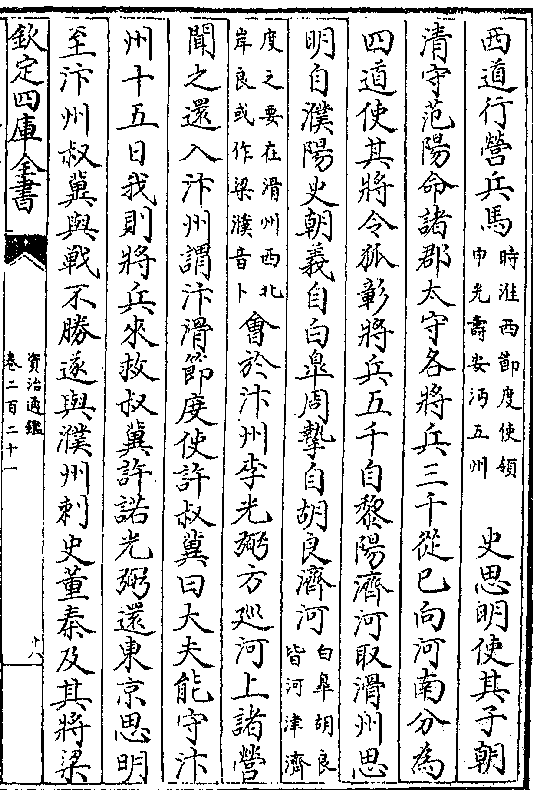 西道行營兵馬時淮西節度使領申光壽安沔五州 史思明使其子朝
清守范陽命諸郡太守各將兵三千從已向河南分為
四道使其將令狐彰將兵五千自黎陽濟河取滑州思
明自濮陽史朝義自白臯周摯自胡良濟河白臯胡良皆河津濟
度之要在滑州西北岸良或作梁濮音卜會於汴州李光弼方巡河上諸營
聞之還入汴州謂汴滑節度使許叔冀曰大夫能守汴
州十五日我則將兵來救叔冀許諾光弼還東京思明
至汴州叔冀與戰不勝遂與濮州刺史董秦及其將梁
欽定四庫全書
資治通鑑
卷二百二十一
十八